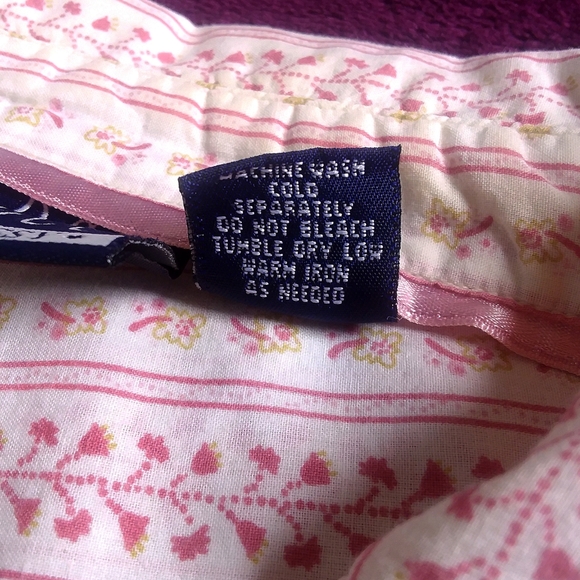 MACHINE WASH
COLD
SEPARATELY
DO NOT BLEACH
TUMBLE DRY LOW
WARM IRON
AS NEEDED